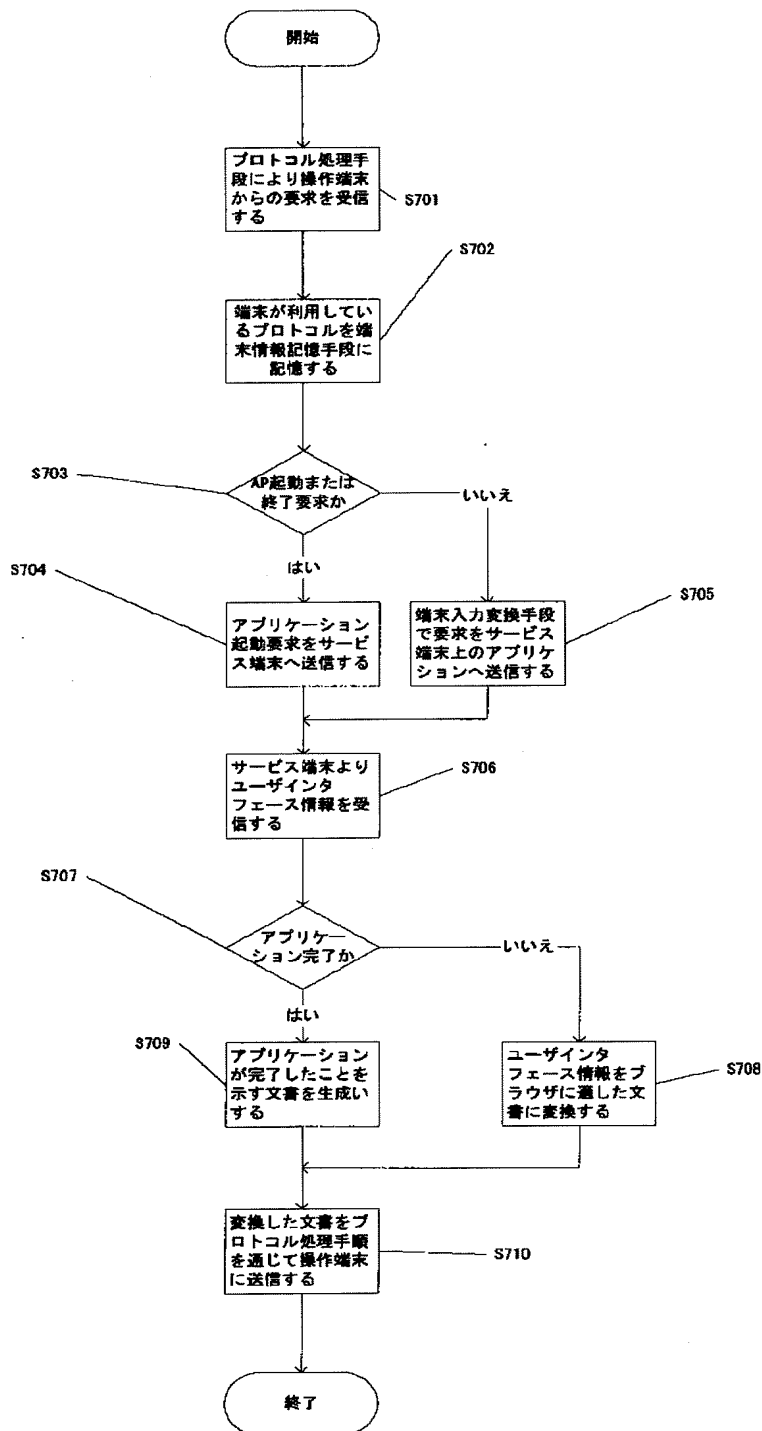 開始
プロトコル処理手
段により操作端末
からの要求を受信
する
S701
S702
端末が利用してい
るプロトコルを端
末情報記憶手段に
記憶する
S703
AP起動または
終了要求か
いいえ
はい
S704
アプリケーション
起動要求をサービ
ス端末へ送信する
S705
端末入力変換手段
で要求をサービス
端末上のアプリケ
ションへ送信する
サービス端末より
ユーザインタ
フェース情報を受
信する
S706
S707
アプリケー
ション完了か
いいえ
はい
S709
アプリケーション
が完了したことを
示す文書を生成い
する
ユーザインタ
フェース情報をブ
ラウザに適した文
書に変換する
S708
変換した文書をプ
ロトコル処理手順
を通じて操作端末
に送信する
S710
終了